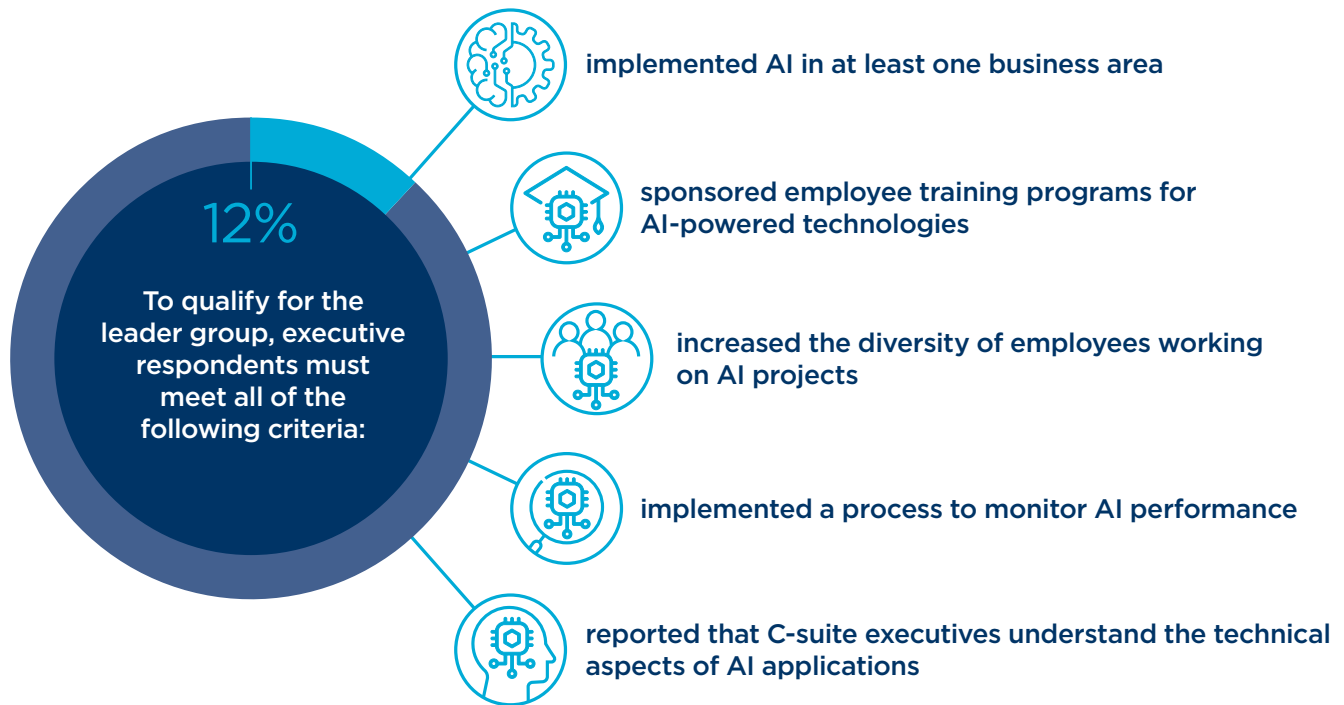 12%
To qualify for the
leader group, executive
respondents must
meet all of the
following criteria:
implemented AI in at least one business area
sponsored employee training programs for
AI-powered technologies
increased the diversity of employees working
on AI projects
implemented a process to monitor AI performance
reported that C-suite executives understand the technical
aspects of AI applications